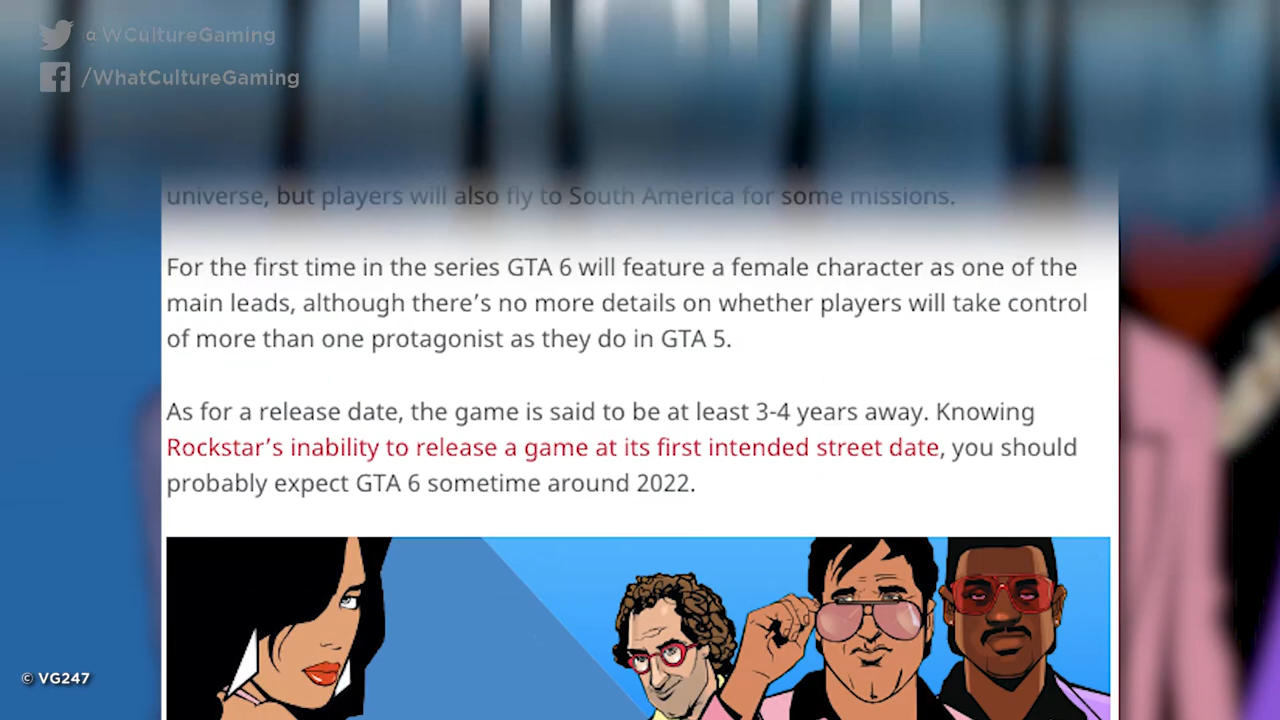 @WCultureGaming
/WhatCultureGaming
universe, but players will also fly to South America for some missions.
For the first time in the series GTA 6 will feature a female character as one of the
main leads, although there’s no more details on whether players will take control
of more than one protagonist as they do in GTA 5.
As for a release date, the game is said to be at least 3-4 years away. Knowing
Rockstar’s inability to release a game at its first intended street date, you should
probably expect GTA 6 sometime around 2022.
© VG247